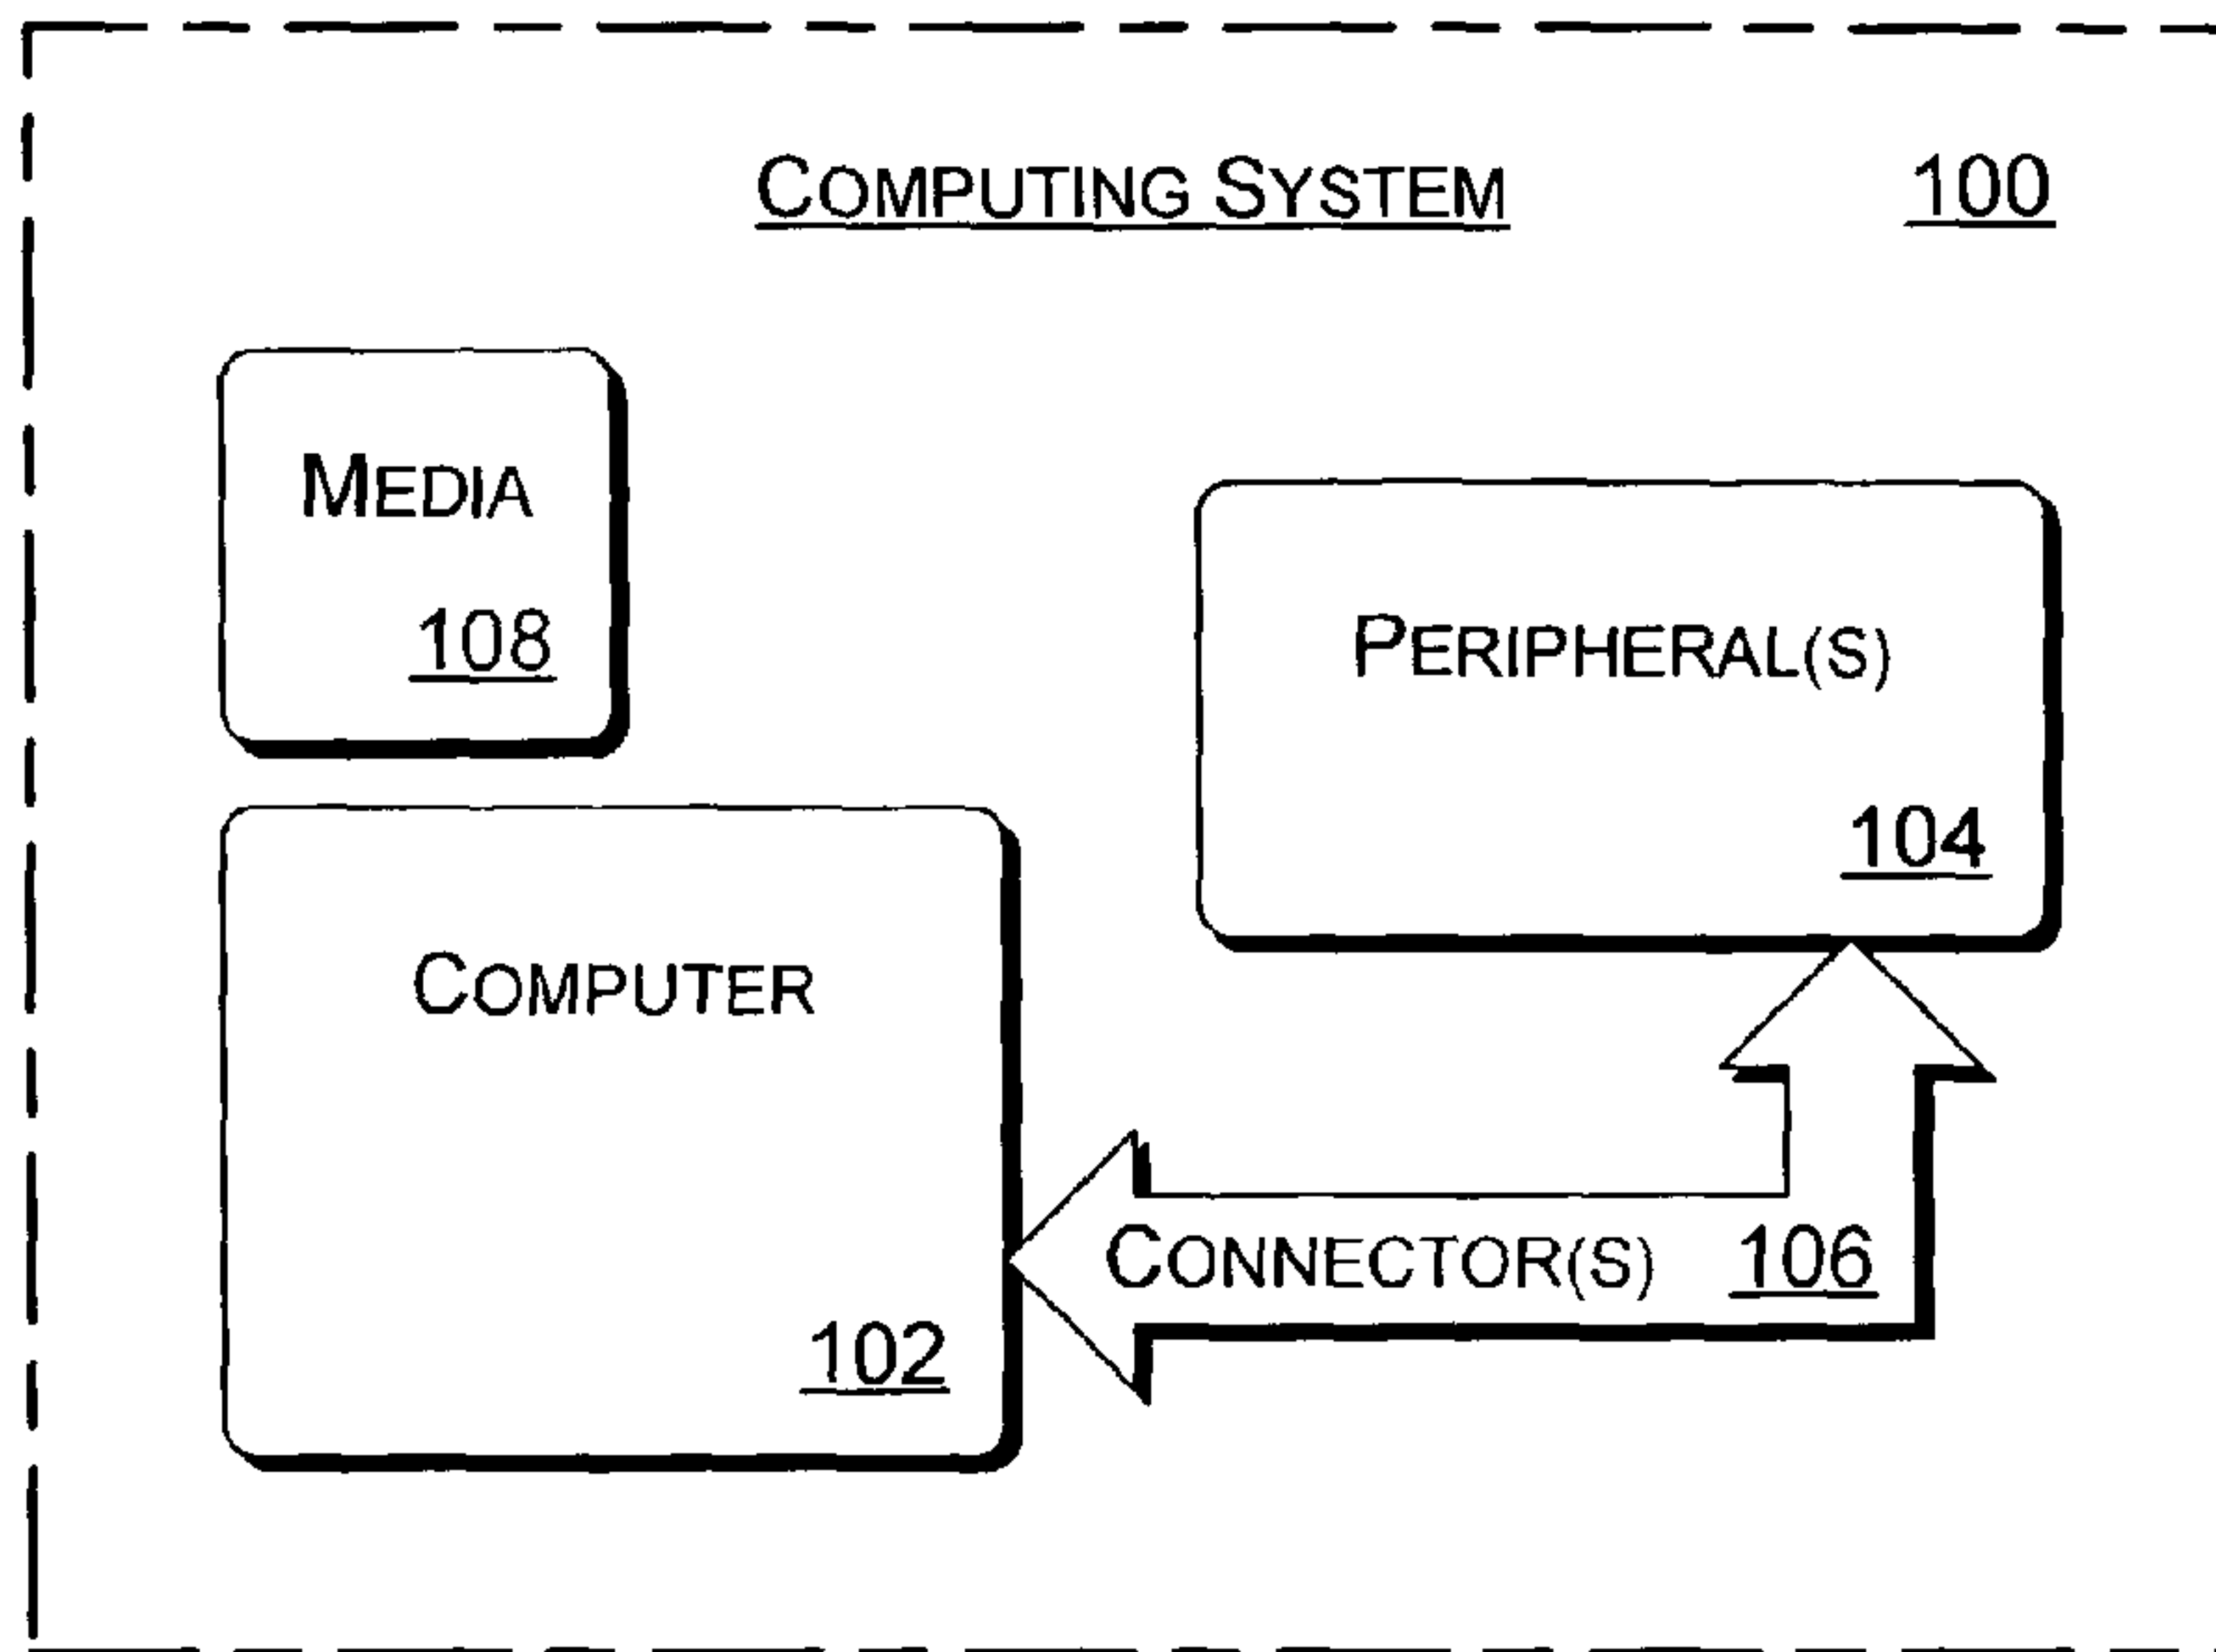 COMPUTING SYSTEM 100
MEDIA
108
PERIPHERAL(S)
104
COMPUTER
102
CONNECTOR(S) 106